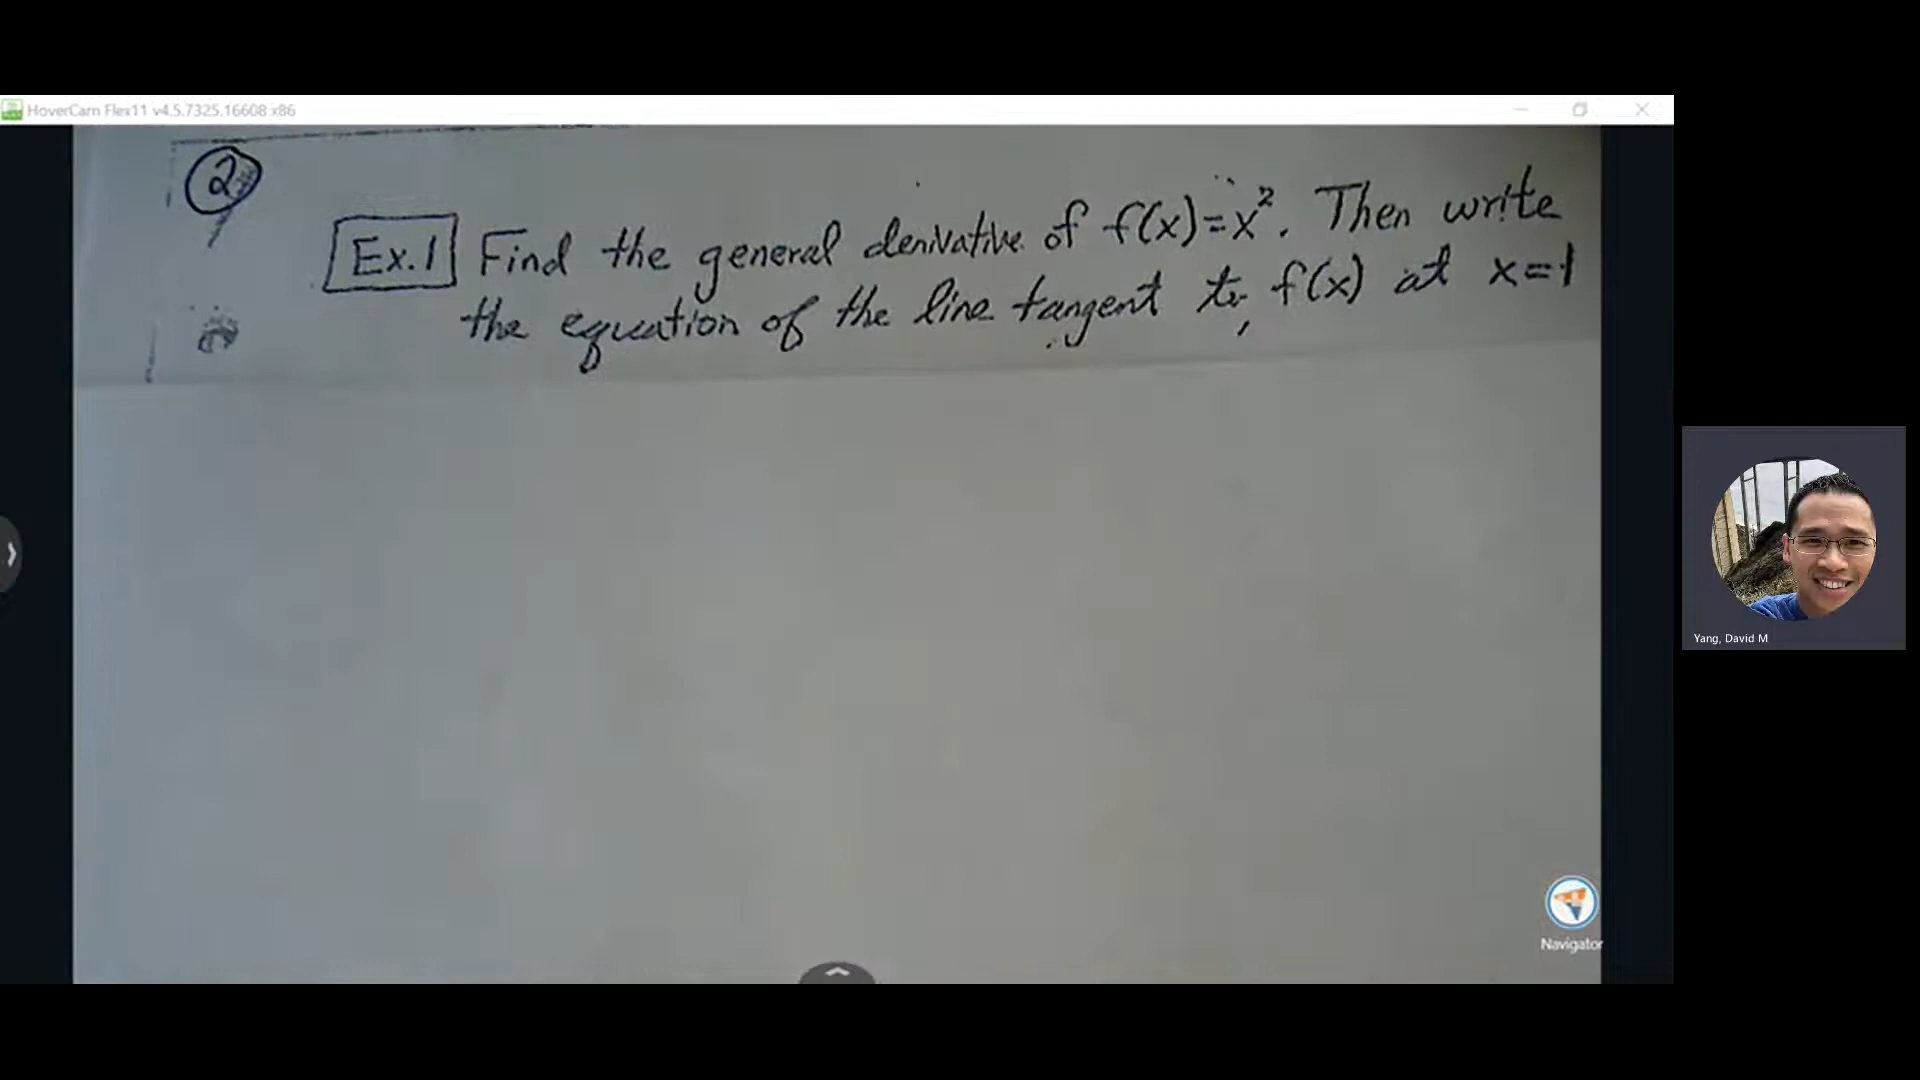 HoverCam Flex11 v4.5.7325.16608 x86
2
Ex.1 Find the general derivative of f(x)=x². Then write
the equation of the line tangent to f(x) at x=1
Navigator
Yang, David M